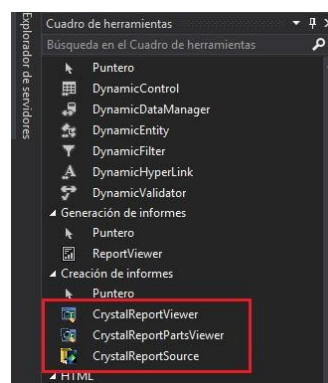 Explorador de servidores
Cuadro de herramientas
Búsqueda en el Cuadro de herramientas
Puntero
DynamicControl
DynamicDataManager
DynamicEntity
DynamicFilter
DynamicHyperLink
DynamicValidator
Generación de informes
Puntero
ReportViewer
Creación de informes
Puntero
CrystalReportViewer
CrystalReportPartsViewer
CrystalReportSource
HTML